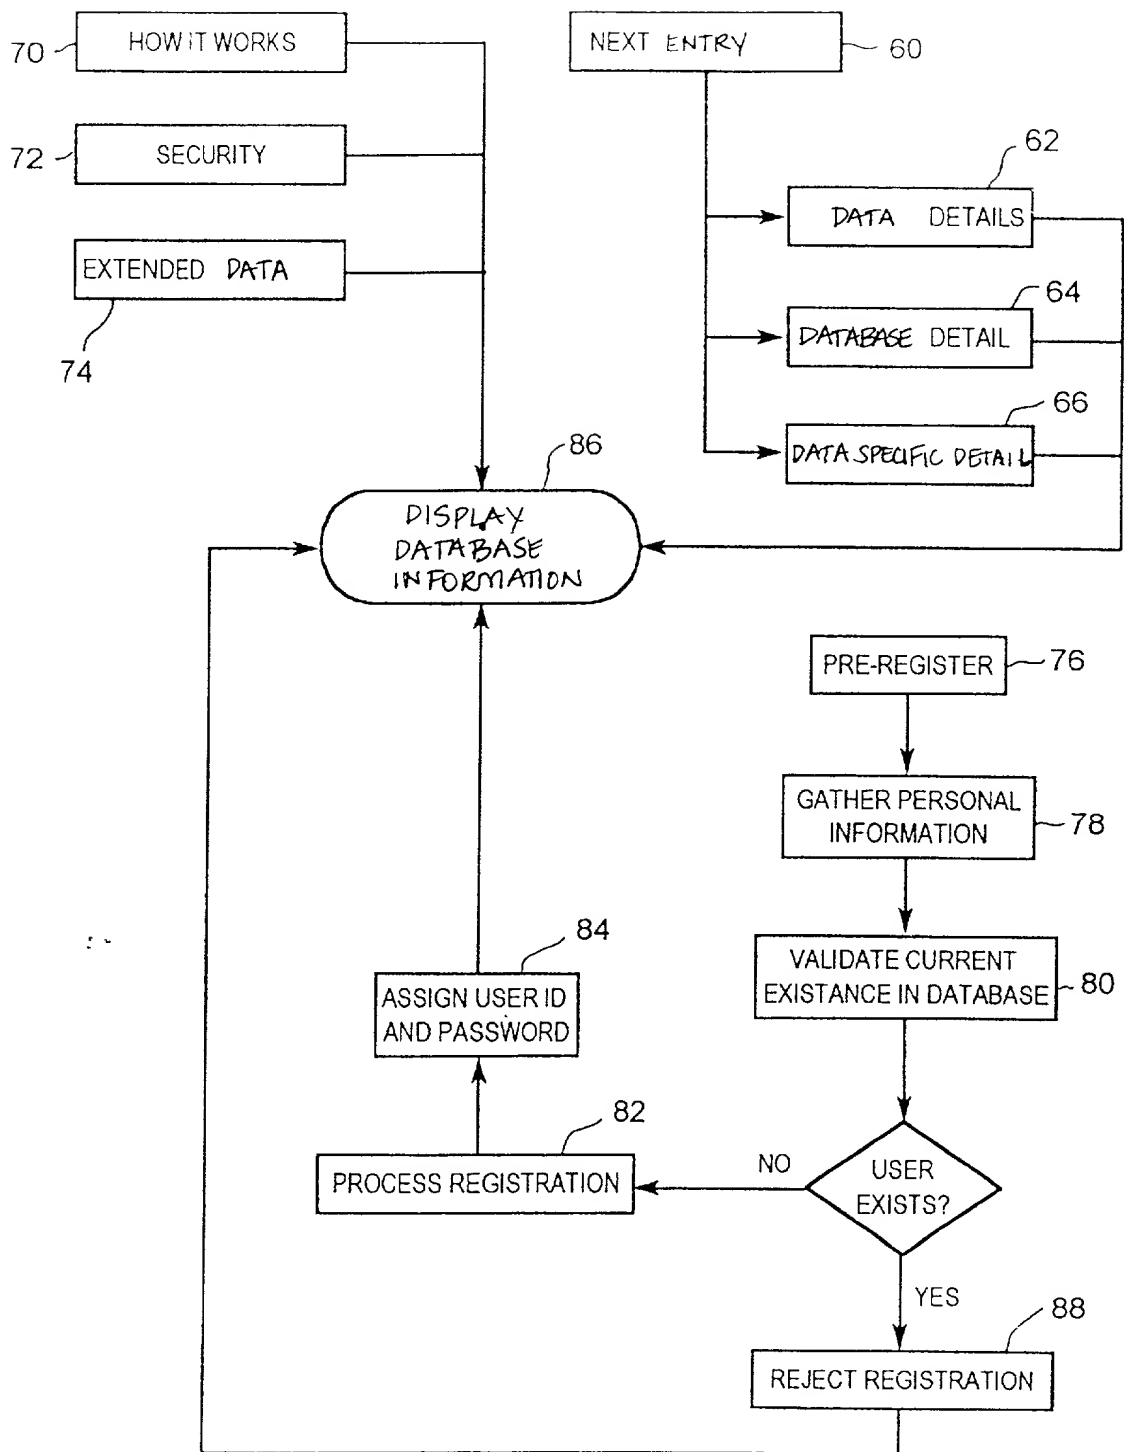 70
HOW IT WORKS
NEXT ENTRY
60
72
SECURITY
62
DATA DETAILS
EXTENDED DATA
74
64
DATABASE DETAIL
66
DATA SPECIFIC DETAIL
86
DISPLAY
DATABASE
INFORMATION
PRE-REGISTER
76
GATHER PERSONAL
INFORMATION
78
84
ASSIGN USER ID
AND PASSWORD
VALIDATE CURRENT
EXISTANCE IN DATABASE
80
82
PROCESS REGISTRATION
NO
USER
EXISTS?
YES
88
REJECT REGISTRATION